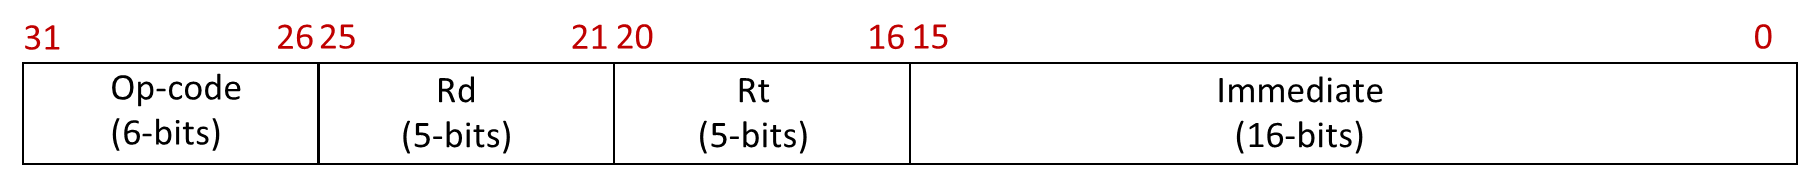 31 26 25 21 20 16 15 0
Op-code Rd Rt Immediate
(6-bits) (5-bits) (5-bits) (16-bits)